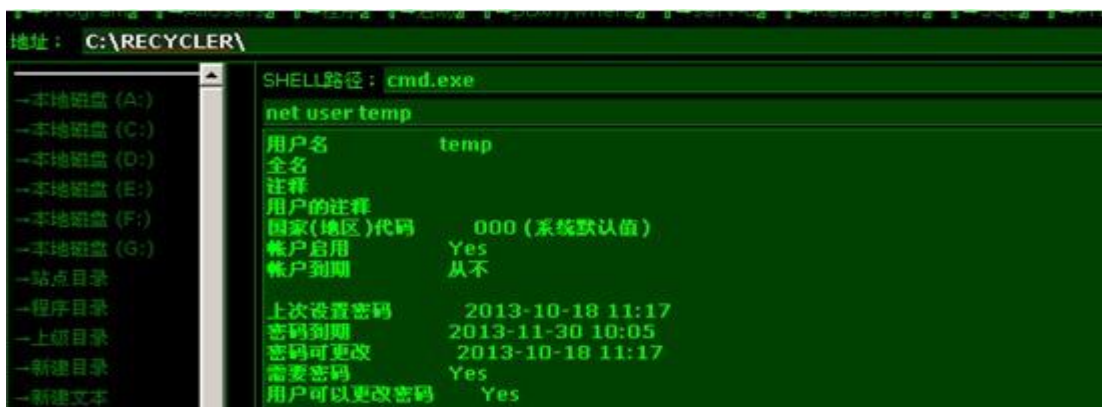 地址： C:\RECYCLER\
→本地磁盘 (A:)
→本地磁盘 (C:)
→本地磁盘 (D:)
→本地磁盘 (E:)
→本地磁盘 (F:)
→本地磁盘 (G:)
→站点目录
→程序目录
→上级目录
→新建目录
→新建文本
SHELL路径：cmd.exe
net user temp
用户名 temp
全名
注释
用户的注释
国家(地区)代码 000 (系统默认值)
帐户启用 Yes
帐户到期 从不
上次设置密码 2013-10-18 11:17
密码到期 2013-11-30 10:05
密码可更改 2013-10-18 11:17
需要密码 Yes
用户可以更改密码 Yes